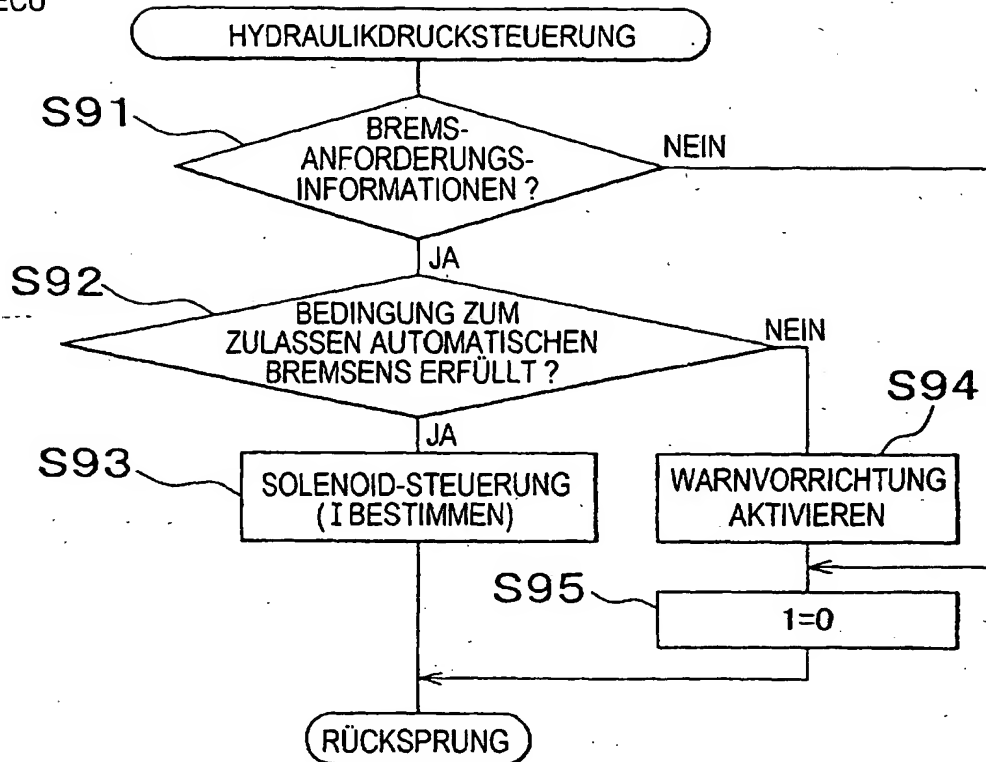 ECU
HYDRAULIKDRUCKSTEUERUNG
S91
BREMS-
ANFORDERUNGS-
INFORMATIONEN ?
NEIN
JA
S92
BEDINGUNG ZUM
ZULASSEN AUTOMATISCHEN
BREMSENS ERFÜLLT ?
NEIN
JA
S93
SOLENOID-STEUERUNG
(I BESTIMMEN)
S94
WARNVORRICHTUNG
AKTIVIEREN
S95
1=0
RÜCKSPRUNG